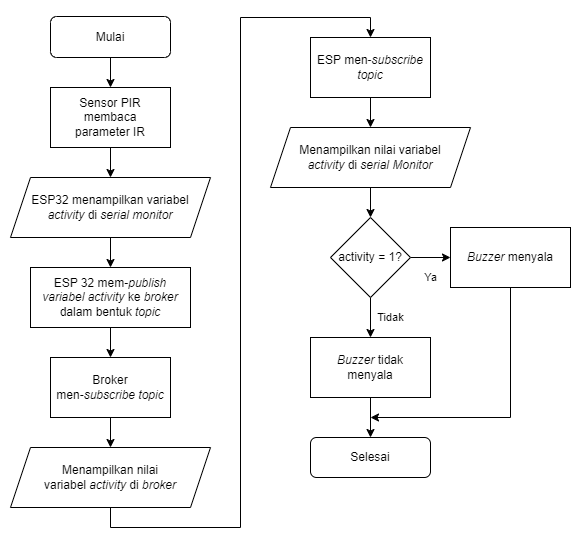 Mulai
Sensor PIR
membaca
parameter IR
ESP32 menampilkan variabel
activity di serial monitor
ESP 32 mem-publish
variabel activity ke broker
dalam bentuk topic
Broker
men-subscribe topic
Menampilkan nilai
variabel activity di broker
ESP men-subscribe
topic
Menampilkan nilai variabel
activity di serial Monitor
activity = 1?
Ya
Buzzer menyala
Tidak
Buzzer tidak
menyala
Selesai